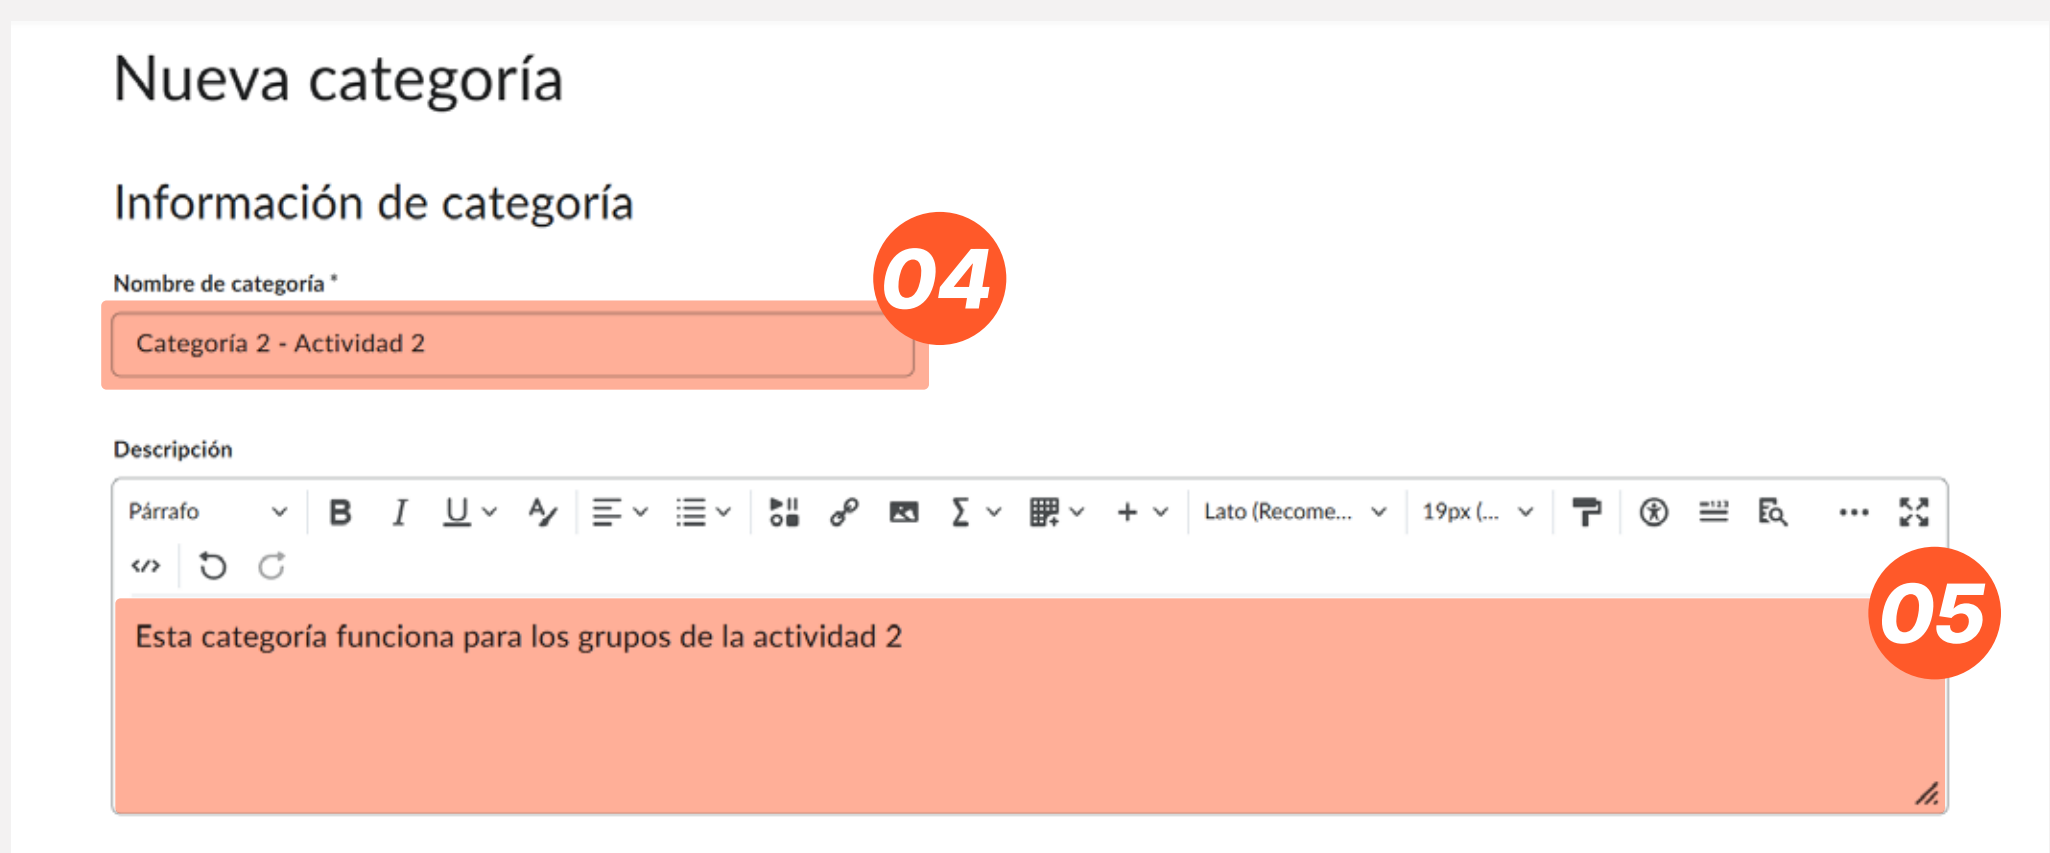 Nueva categoría
Información de categoría
04
Nombre de categoría *
Categoría 2 - Actividad 2
Descripción
Párrafo B I U A Σ + Lato (Recome... 19px (... ...
</>
05
Esta categoría funciona para los grupos de la actividad 2